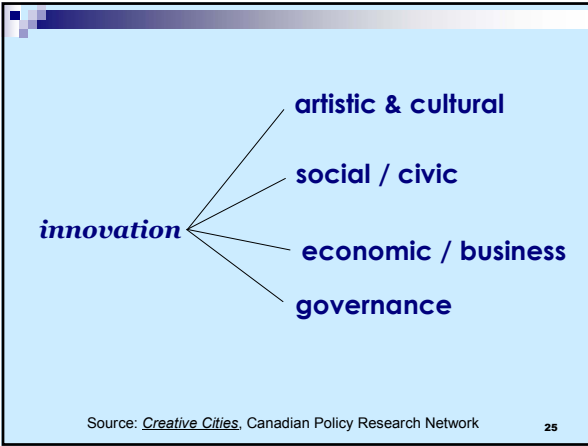 artistic & cultural
social / civic
innovation
economic / business
governance
Source: Creative Cities, Canadian Policy Research Network
25